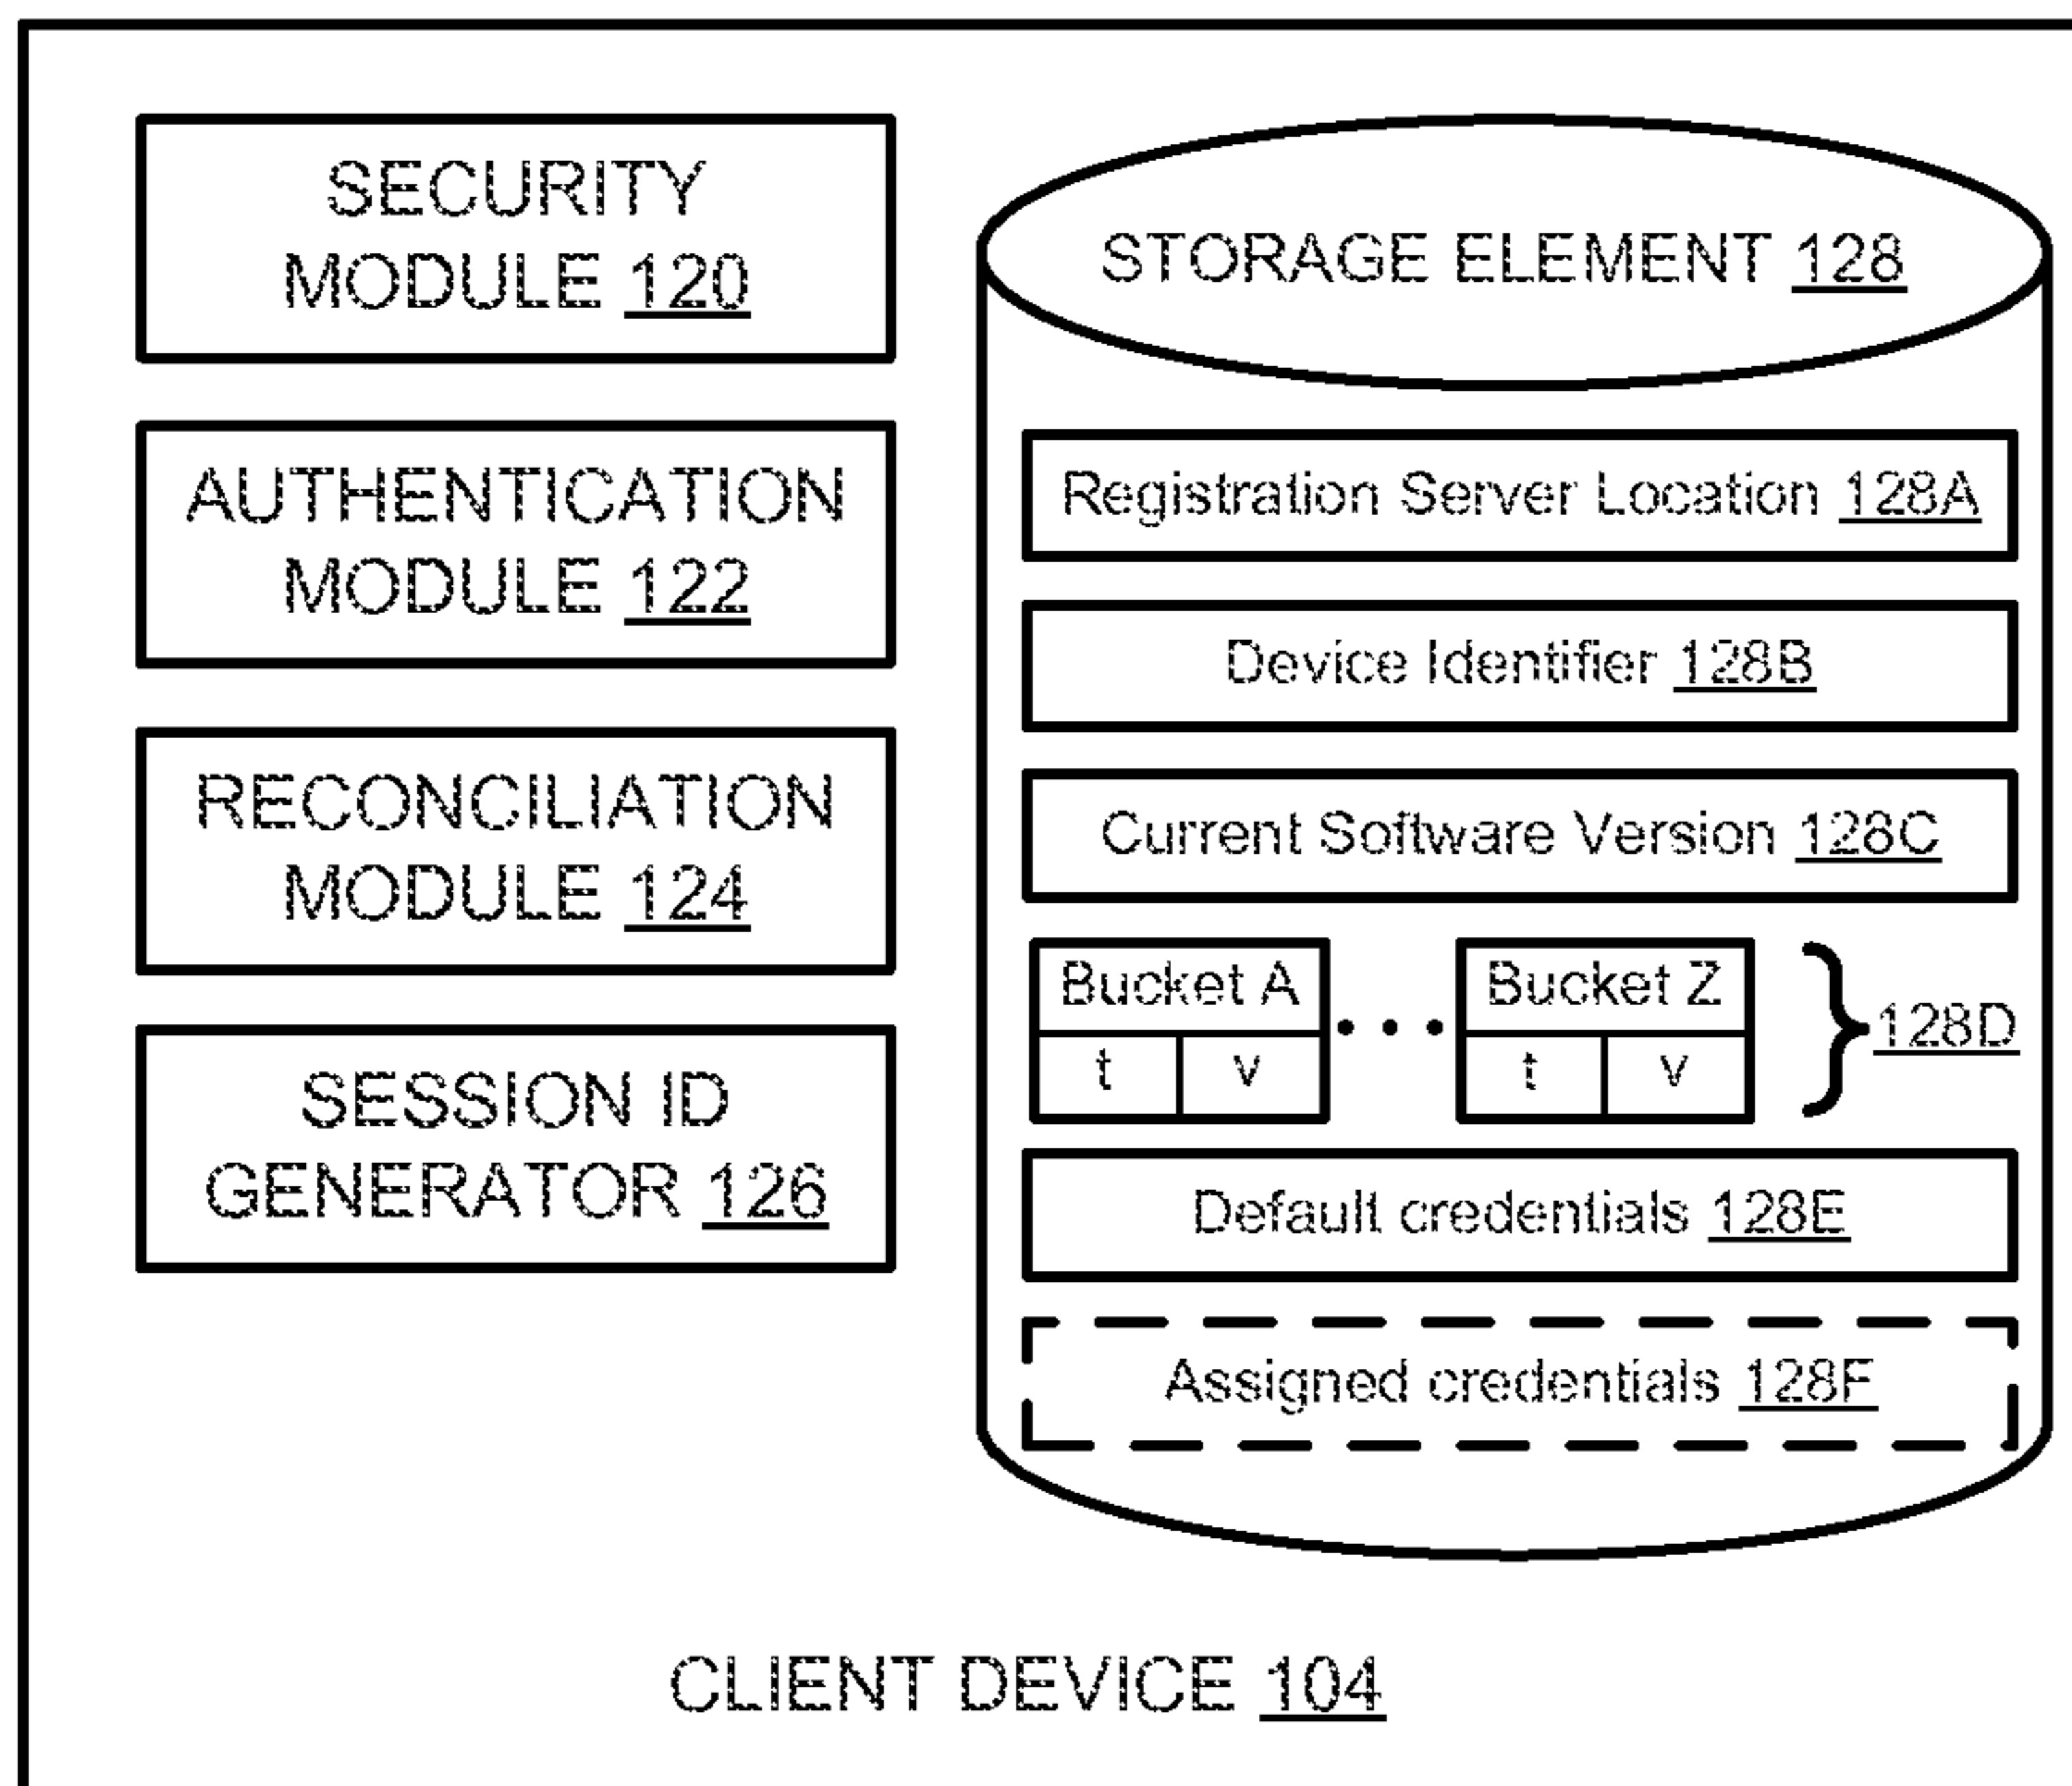 SECURITY
MODULE 120
AUTHENTICATION
MODULE 122
RECONCILIATION
MODULE 124
SESSION ID
GENERATOR 126
STORAGE ELEMENT 128
Registration Server Location 128A
Device Identifier 128B
Current Software Version 128C
Bucket A
t v
• • •
Bucket Z
t v
128D
Default credentials 128E
Assigned credentials 128F
CLIENT DEVICE 104